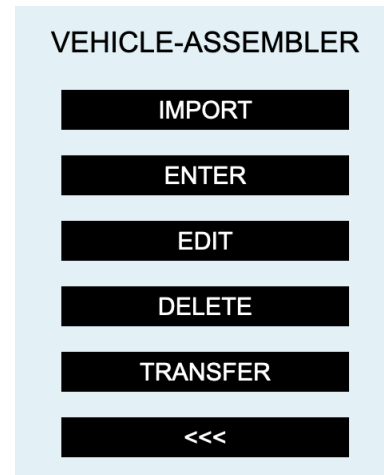 VEHICLE-ASSEMBLER
IMPORT
ENTER
EDIT
DELETE
TRANSFER
<<<